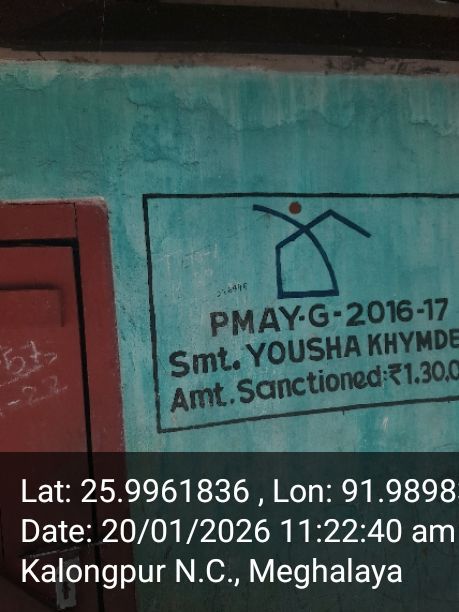 PMAY-G-2016-17
Smt. YOUSHA KHYMDE
Amt. Sanctioned:₹1.30,0
Lat: 25.9961836 , Lon: 91.9898
Date: 20/01/2026 11:22:40 am
Kalongpur N.C., Meghalaya